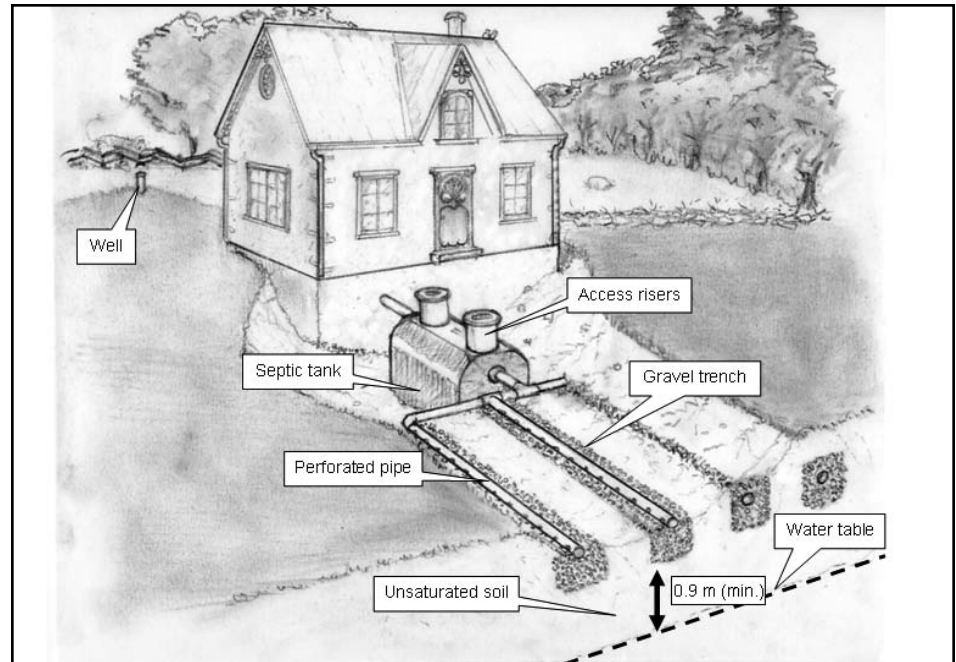 Well
Access risers
Septic tank
Gravel trench
Perforated pipe
Water table
Unsaturated soil
0.9 m (min.)